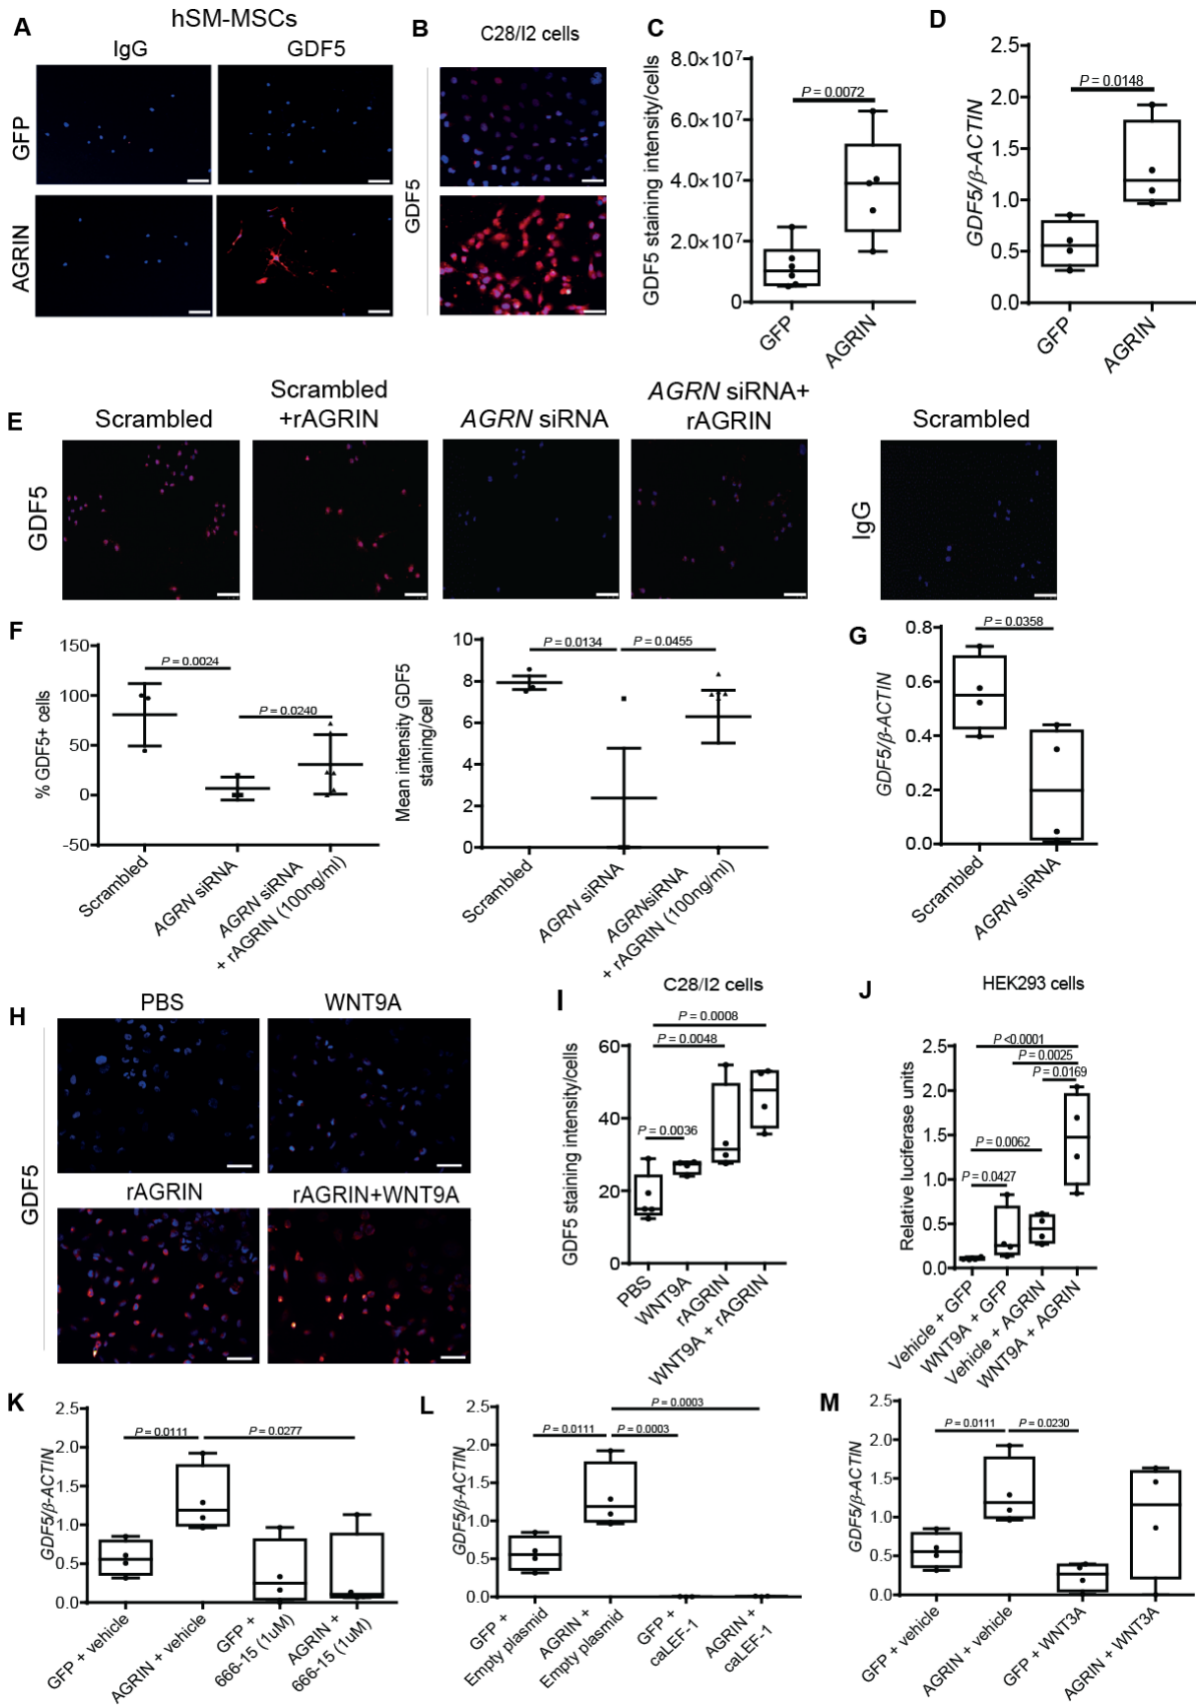 A
hSM-MSCs
IgG
GDF5
GFP
AGRIN
B
C28/I2 cells
GDF5
C
GDF5 staining intensity/cells
8.0×10⁷
6.0×10⁷
4.0×10⁷
2.0×10⁷
0
P = 0.0072
GFP
AGRIN
D
GDF5/β-ACTIN
2.5
2.0
1.5
1.0
0.5
0.0
P = 0.0148
GFP
AGRIN
E
Scrambled
Scrambled
+rAGRIN
AGRN siRNA
AGRN siRNA+
rAGRIN
Scrambled
GDF5
IgG
F
% GDF5+ cells
150
100
50
0
-50
P = 0.0024
P = 0.0240
Scrambled
AGRN siRNA
AGRN siRNA
+ rAGRIN (100ng/ml)
Mean intensity GDF5
staining/cell
10
8
6
4
2
0
P = 0.0134
P = 0.0455
Scrambled
AGRN siRNA
AGRNsiRNA
+ rAGRIN (100ng/ml)
G
GDF5/β-ACTIN
0.8
0.6
0.4
0.2
0.0
P = 0.0358
Scrambled
AGRN siRNA
H
PBS
WNT9A
GDF5
rAGRIN
rAGRIN+WNT9A
I
C28/I2 cells
GDF5 staining intensity/cells
60
40
20
0
P = 0.0008
P = 0.0048
P = 0.0036
PBS
WNT9A
rAGRIN
WNT9A + rAGRIN
J
HEK293 cells
Relative luciferase units
2.5
2.0
1.5
1.0
0.5
0.0
P <0.0001
P = 0.0025
P = 0.0169
P = 0.0062
P = 0.0427
Vehicle + GFP
WNT9A + GFP
Vehicle + AGRIN
WNT9A + AGRIN
K
GDF5/β-ACTIN
2.5
2.0
1.5
1.0
0.5
0.0
P = 0.0111
P = 0.0277
GFP + vehicle
AGRIN + vehicle
GFP +
666-15 (1uM)
AGRIN +
666-15 (1uM)
L
GDF5/β-ACTIN
2.5
2.0
1.5
1.0
0.5
0.0
P = 0.0003
P = 0.0111
P = 0.0003
GFP +
Empty plasmid
AGRIN +
Empty plasmid
GFP +
caLEF-1
AGRIN +
caLEF-1
M
GDF5/β-ACTIN
2.5
2.0
1.5
1.0
0.5
0.0
P = 0.0111
P = 0.0230
GFP + vehicle
AGRIN + vehicle
GFP + WNT3A
AGRIN + WNT3A